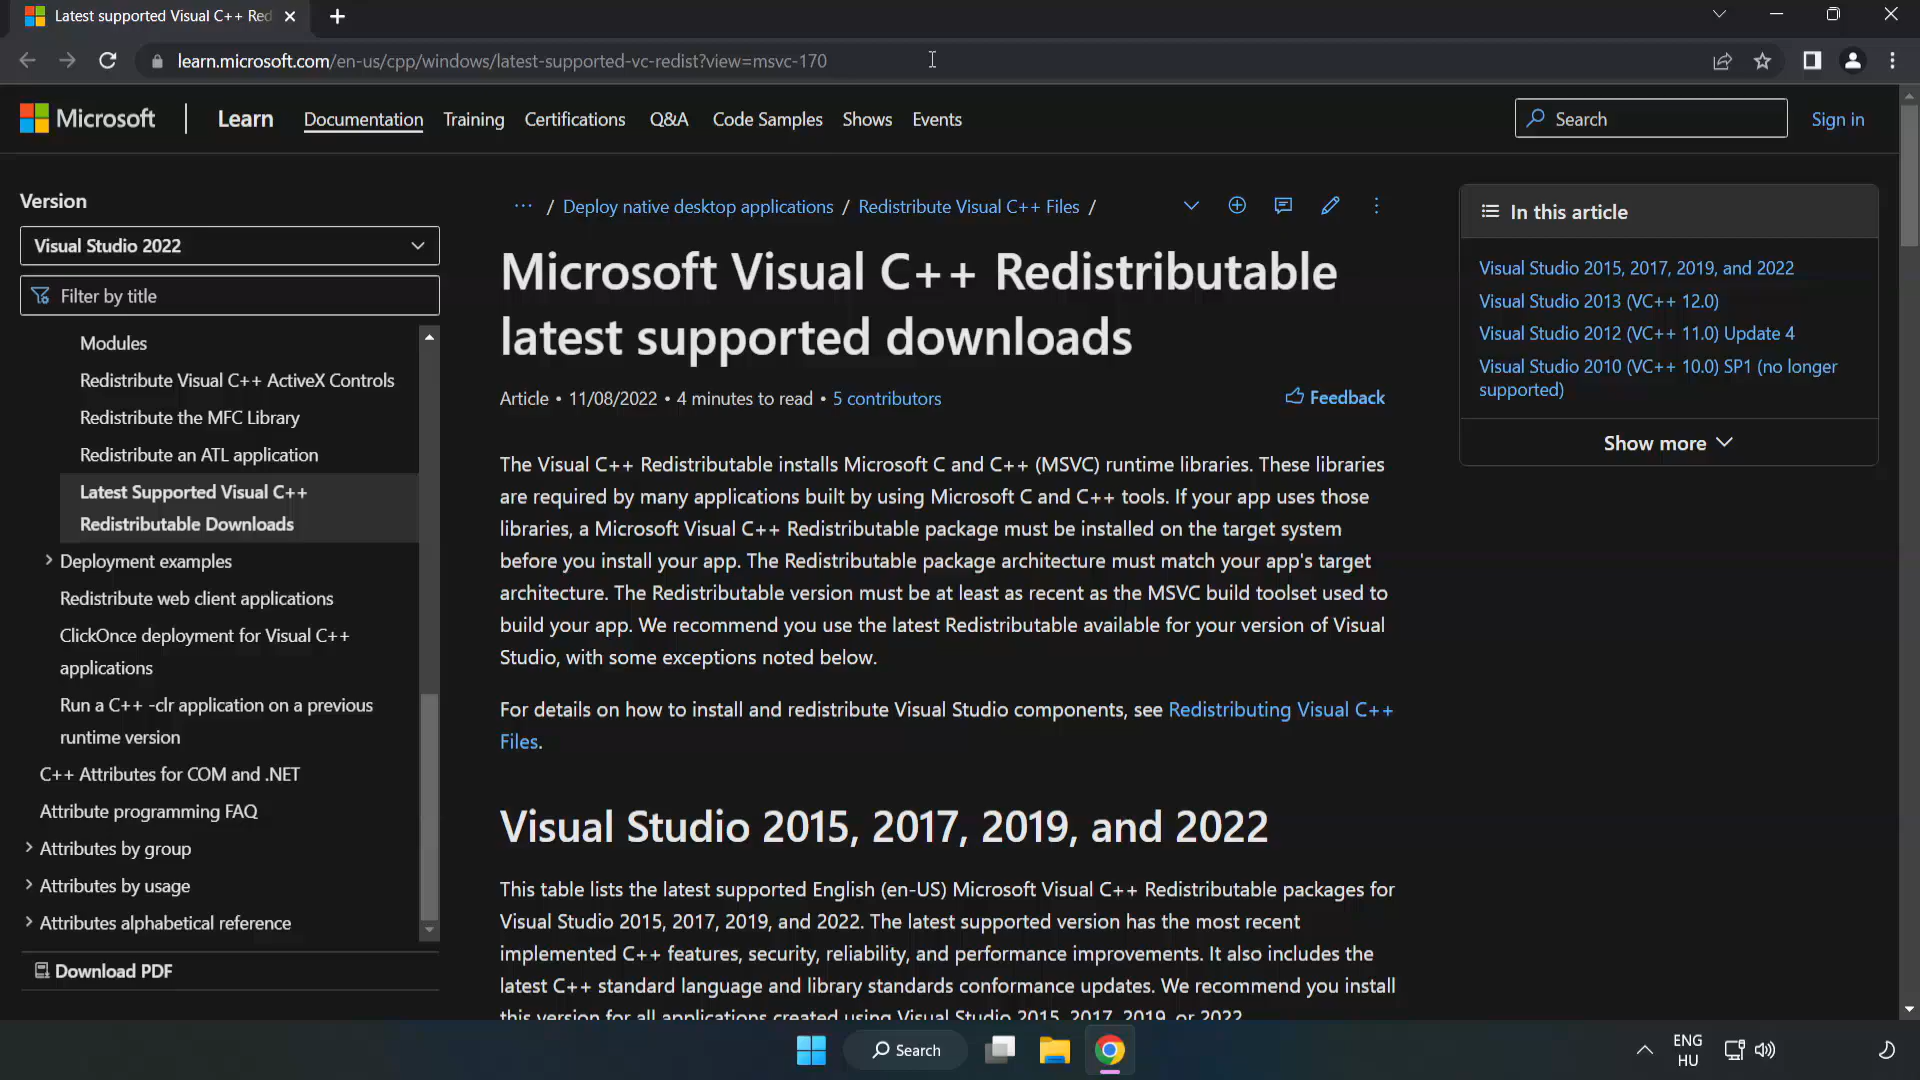 Latest supported Visual C++ Red
learn.microsoft.com/en-us/cpp/windows/latest-supported-vc-redist?view=msvc-170
Microsoft
Learn
Documentation
Training
Certifications
Q&A
Code Samples
Shows
Events
Search
Sign in
Version
Visual Studio 2022
Filter by title
Modules
Redistribute Visual C++ ActiveX Controls
Redistribute the MFC Library
Redistribute an ATL application
Latest Supported Visual C++
Redistributable Downloads
Deployment examples
Redistribute web client applications
ClickOnce deployment for Visual C++
applications
Run a C++ -clr application on a previous
runtime version
C++ Attributes for COM and .NET
Attribute programming FAQ
Attributes by group
Attributes by usage
Attributes alphabetical reference
Download PDF
··· / Deploy native desktop applications / Redistribute Visual C++ Files /
Microsoft Visual C++ Redistributable
latest supported downloads
Article • 11/08/2022 • 4 minutes to read • 5 contributors
Feedback
The Visual C++ Redistributable installs Microsoft C and C++ (MSVC) runtime libraries. These libraries
are required by many applications built by using Microsoft C and C++ tools. If your app uses those
libraries, a Microsoft Visual C++ Redistributable package must be installed on the target system
before you install your app. The Redistributable package architecture must match your app's target
architecture. The Redistributable version must be at least as recent as the MSVC build toolset used to
build your app. We recommend you use the latest Redistributable available for your version of Visual
Studio, with some exceptions noted below.
For details on how to install and redistribute Visual Studio components, see Redistributing Visual C++
Files.
Visual Studio 2015, 2017, 2019, and 2022
This table lists the latest supported English (en-US) Microsoft Visual C++ Redistributable packages for
Visual Studio 2015, 2017, 2019, and 2022. The latest supported version has the most recent
implemented C++ features, security, reliability, and performance improvements. It also includes the
latest C++ standard language and library standards conformance updates. We recommend you install
this version for all applications created using Visual Studio 2015, 2017, 2019, or 2022.
In this article
Visual Studio 2015, 2017, 2019, and 2022
Visual Studio 2013 (VC++ 12.0)
Visual Studio 2012 (VC++ 11.0) Update 4
Visual Studio 2010 (VC++ 10.0) SP1 (no longer
supported)
Show more
Search
ENG
HU